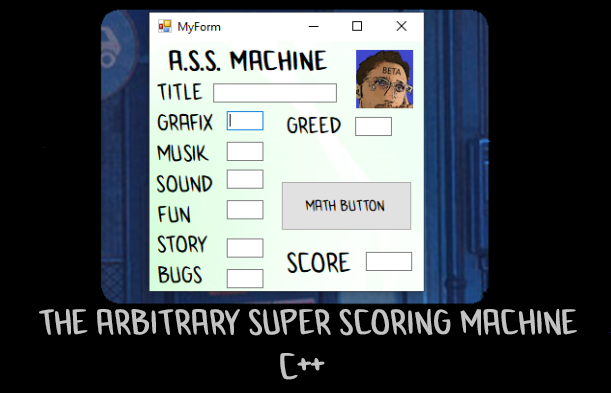 MyForm
A.S.S. MACHINE
TITLE
BETA
GRAFIX
GREED
MUSIK
SOUND
FUN
MATH BUTTON
STORY
SCORE
BUGS
THE ARBITRARY SUPER SCORING MACHINE
C++